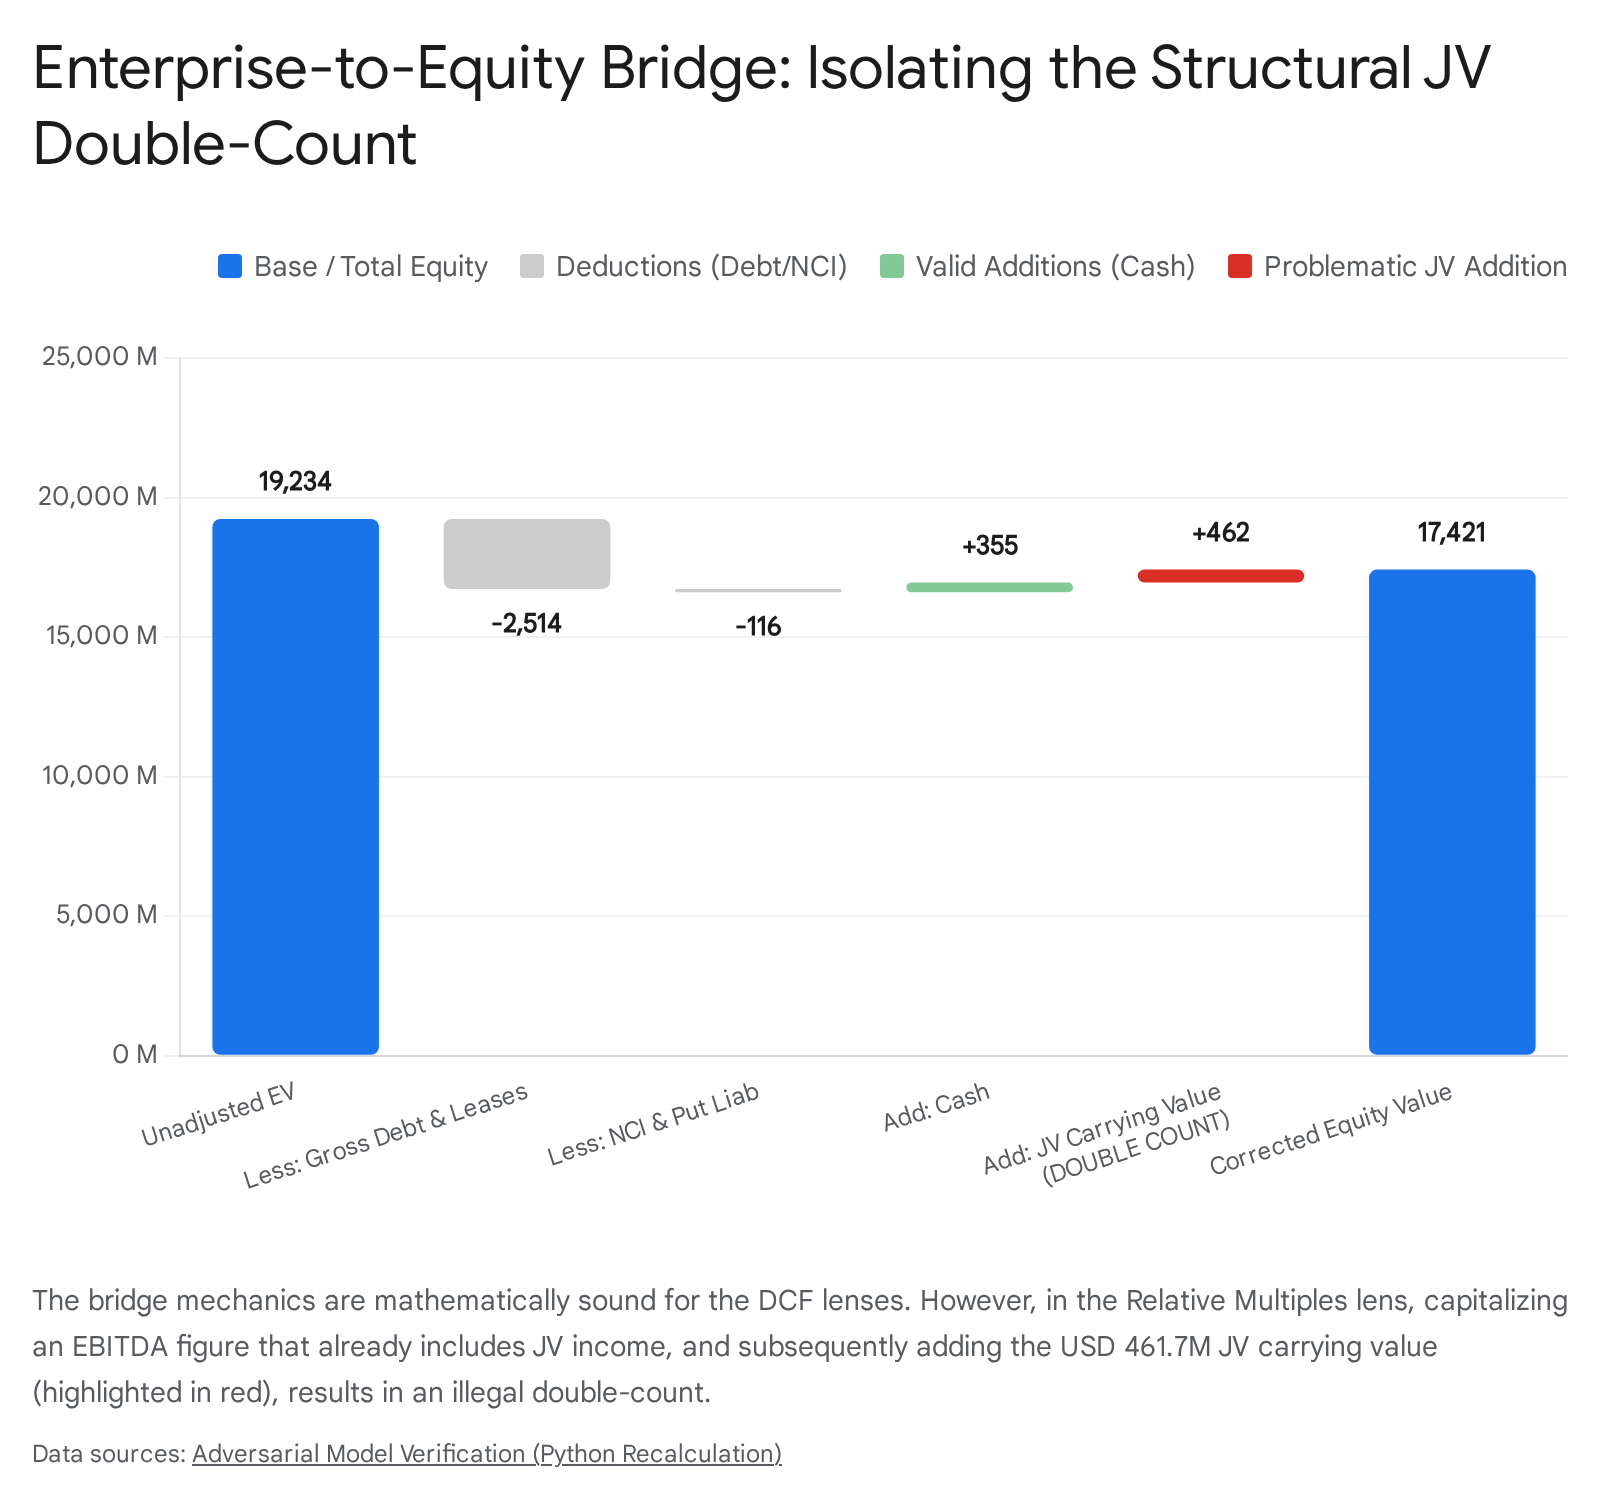 Enterprise-to-Equity Bridge: Isolating the Structural JV
Double-Count
Base / Total Equity
Deductions (Debt/NCI)
Valid Additions (Cash)
Problematic JV Addition
25,000 M
20,000 M
15,000 M
10,000 M
5,000 M
0 M
19,234
-2,514
-116
+355
+462
17,421
Unadjusted EV
Less: Gross Debt & Leases
Less: NCI & Put Liab
Add: Cash
Add: JV Carrying Value
(DOUBLE COUNT)
Corrected Equity Value
The bridge mechanics are mathematically sound for the DCF lenses. However, in the Relative Multiples lens, capitalizing
an EBITDA figure that already includes JV income, and subsequently adding the USD 461.7M JV carrying value
(highlighted in red), results in an illegal double-count.
Data sources: Adversarial Model Verification (Python Recalculation)